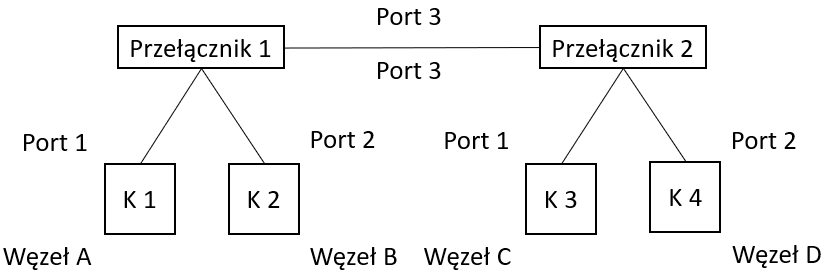 Port 3
Przełącznik 1
Przełącznik 2
Port 3
Port 1
Port 2
Port 1
Port 2
K 1
K 2
K 3
K 4
Węzeł A
Węzeł B
Węzeł C
Węzeł D